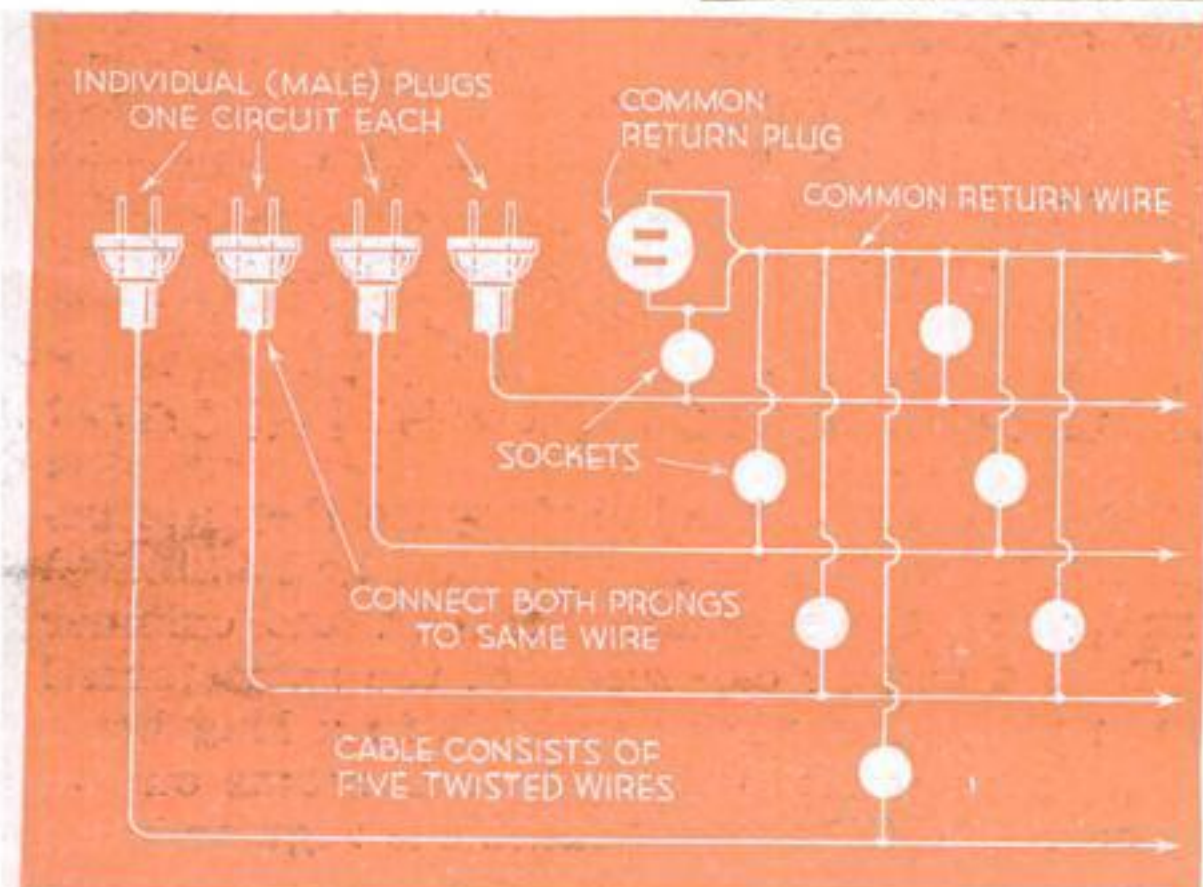 INDIVIDUAL (MALE) PLUGS
ONE CIRCUIT EACH
COMMON
RETURN PLUG
COMMON RETURN WIRE
SOCKETS
CONNECT BOTH PRONGS
TO SAME WIRE
CABLE CONSISTS OF
FIVE TWISTED WIRES